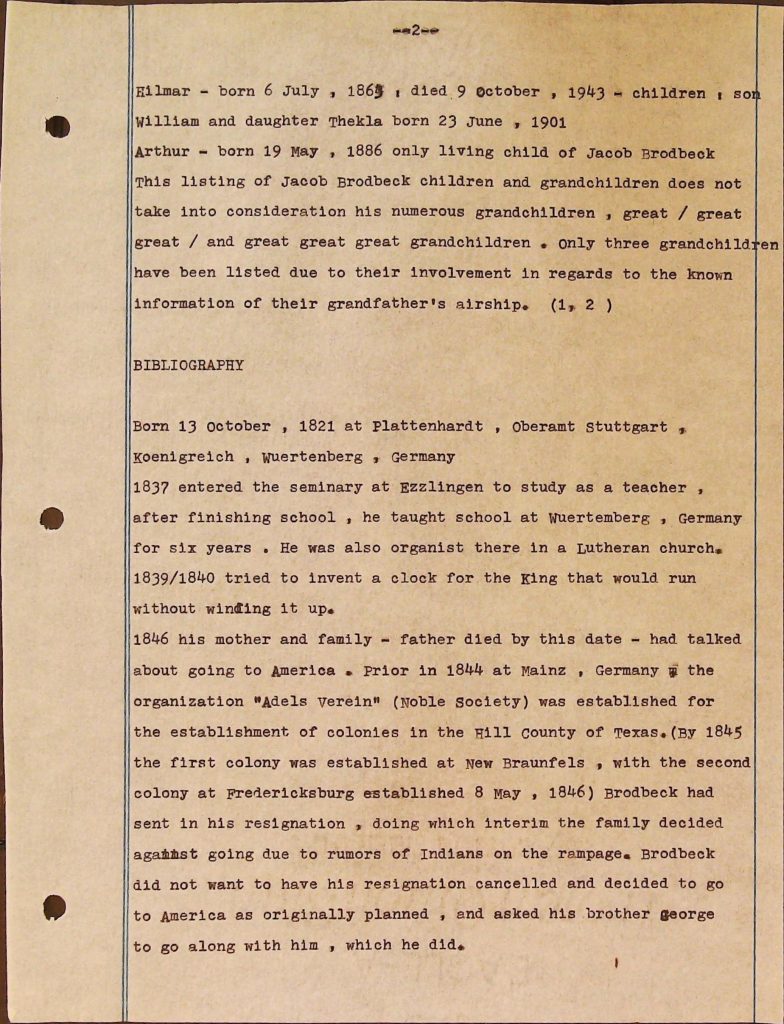 --2--
Hilmar - born 6 July , 1865 , died 9 October , 1943 - children , son
William and daughter Thekla born 23 June , 1901
Arthur - born 19 May , 1886 only living child of Jacob Brodbeck
This listing of Jacob Brodbeck children and grandchildren does not
take into consideration his numerous grandchildren , great / great
great / and great great great grandchildren . Only three grandchildren
have been listed due to their involvement in regards to the known
information of their grandfather's airship. (1, 2 )
BIBLIOGRAPHY
Born 13 October , 1821 at Plattenhardt , Oberamt Stuttgart ,
Koenigreich , Wuertenberg , Germany
1837 entered the seminary at Ezzlingen to study as a teacher ,
after finishing school , he taught school at Wuertemberg , Germany
for six years . He was also organist there in a Lutheran church.
1839/1840 tried to invent a clock for the King that would run
without winding it up.
1846 his mother and family - father died by this date - had talked
about going to America . Prior in 1844 at Mainz , Germany , the
organization "Adels Verein" (Noble Society) was established for
the establishment of colonies in the Hill County of Texas.(By 1845
the first colony was established at New Braunfels , with the second
colony at Fredericksburg established 8 May , 1846) Brodbeck had
sent in his resignation , doing which interim the family decided
against going due to rumors of Indians on the rampage. Brodbeck
did not want to have his resignation cancelled and decided to go
to America as originally planned , and asked his brother George
to go along with him , which he did.